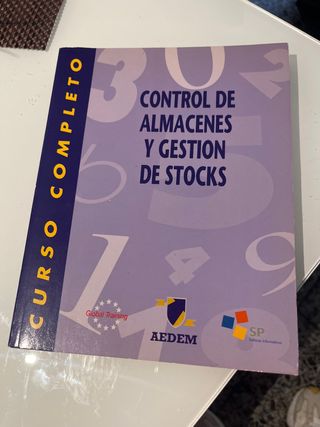 CURSO COMPLETO
CONTROL DE
ALMACENES
Y GESTION
DE STOCKS
Global Training
AEDEM
SP